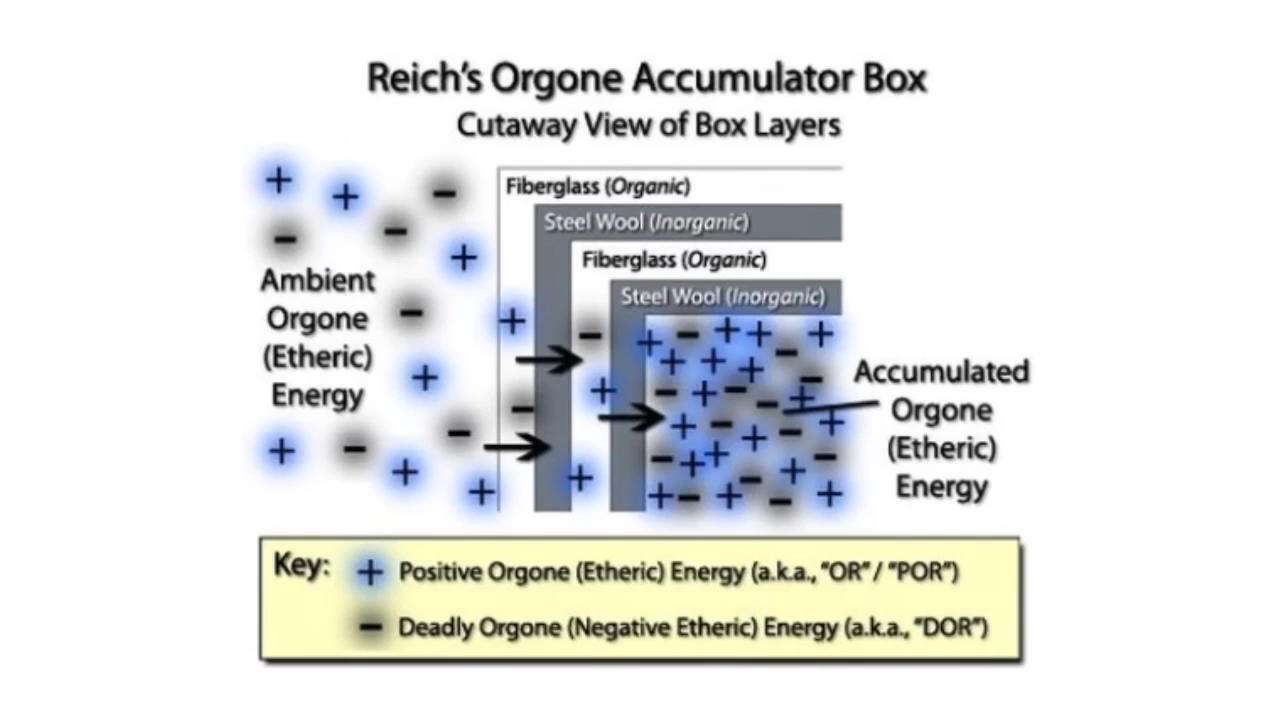 Reich's Orgone Accumulator Box
Cutaway View of Box Layers
Fiberglass (Organic)
Steel Wool (Inorganic)
Fiberglass (Organic)
Steel Wool (Inorganic)
Ambient
Orgone
(Etheric)
Energy
Accumulated
Orgone
(Etheric)
Energy
Key:
+ Positive Orgone (Etheric) Energy (a.k.a., "OR" / "POR")
− Deadly Orgone (Negative Etheric) Energy (a.k.a., "DOR")